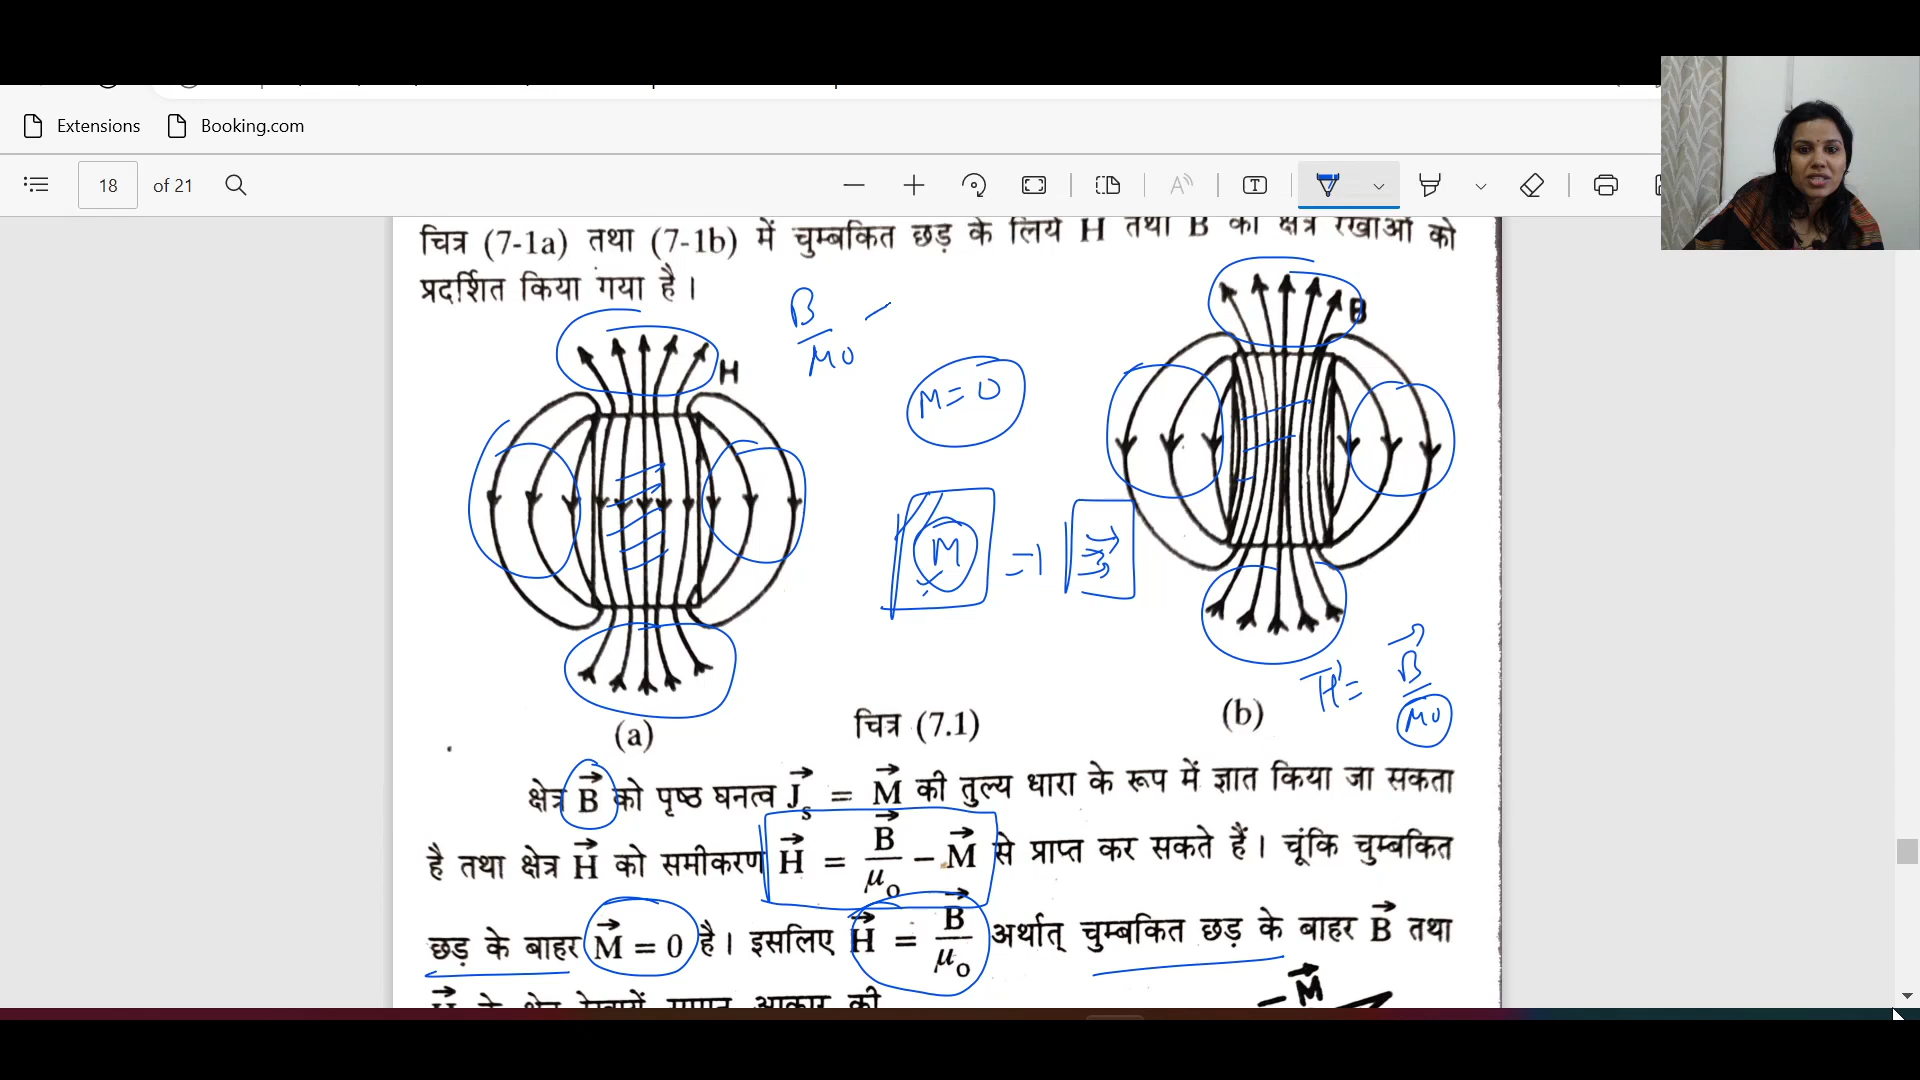 Extensions Booking.com
18 of 21
चित्र (7-1a) तथा (7-1b) में चुम्बकित छड़ के लिये H तथा B की क्षेत्र रेखाओं को
प्रदर्शित किया गया है।
B
B/μ0 -
H
M = 0
M =1
H⃗ = B⃗/μ0
(a) चित्र (7.1) (b)
क्षेत्र B⃗ को पृष्ठ घनत्व J⃗s = M⃗ की तुल्य धारा के रूप में ज्ञात किया जा सकता
है तथा क्षेत्र H⃗ को समीकरण H⃗ = B⃗/μo − M⃗ से प्राप्त कर सकते हैं। चूंकि चुम्बकित
छड़ के बाहर M⃗ = 0 है। इसलिए H⃗ = B⃗/μo अर्थात् चुम्बकित छड़ के बाहर B⃗ तथा
− M⃗